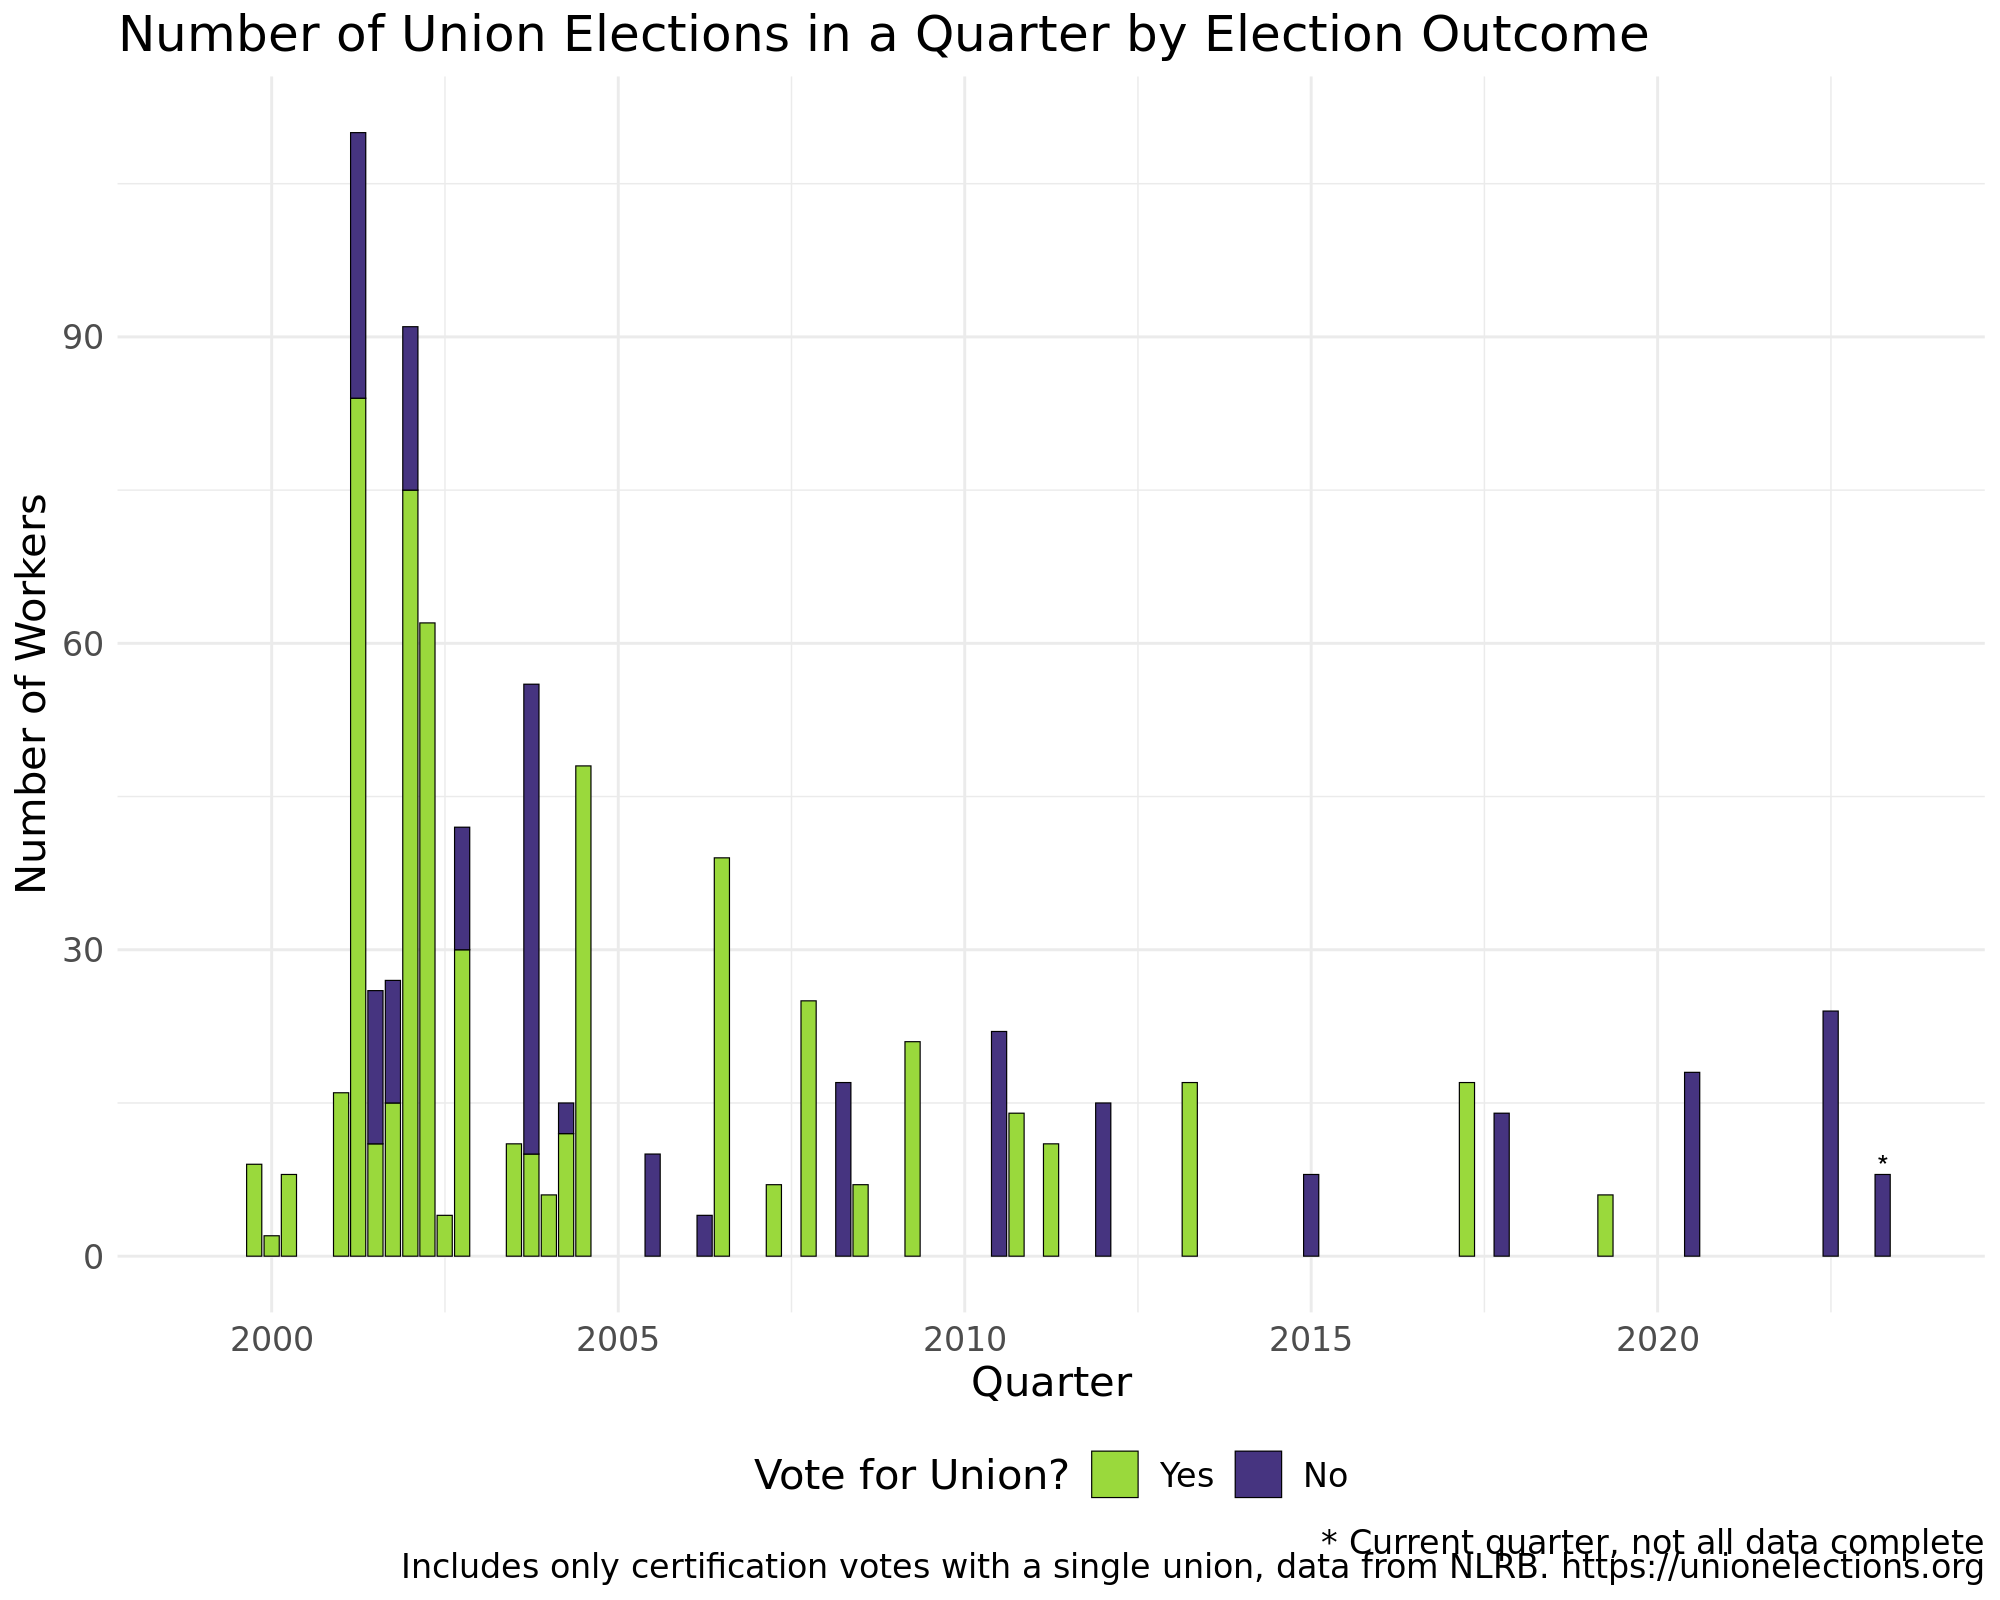 Number of Union Elections in a Quarter by Election Outcome
Number of Workers
90
60
30
0
*
2000 2005 2010 2015 2020
Quarter
Vote for Union? Yes No
* Current quarter, not all data complete
Includes only certification votes with a single union, data from NLRB. https://unionelections.org